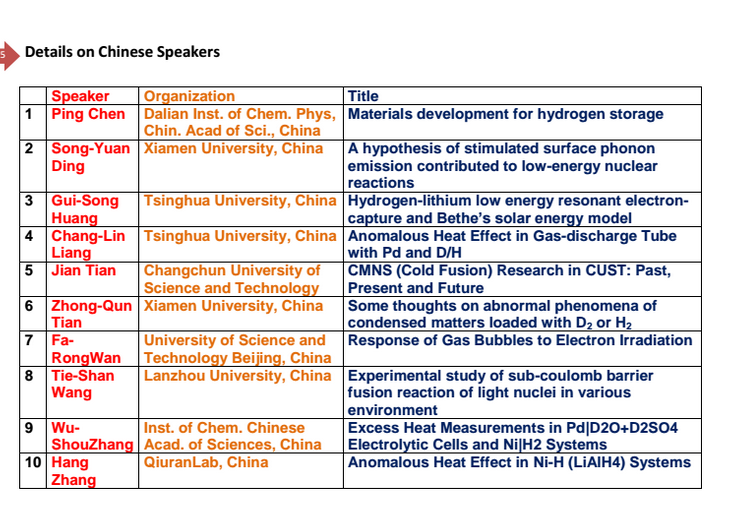 5
Details on Chinese Speakers
Speaker Organization Title
1 Ping Chen Dalian Inst. of Chem. Phys, Materials development for hydrogen storage
Chin. Acad of Sci., China
2 Song-Yuan Xiamen University, China A hypothesis of stimulated surface phonon
Ding emission contributed to low-energy nuclear
reactions
3 Gui-Song Tsinghua University, China Hydrogen-lithium low energy resonant electron-
Huang capture and Bethe's solar energy model
4 Chang-Lin Tsinghua University, China Anomalous Heat Effect in Gas-discharge Tube
Liang with Pd and D/H
5 Jian Tian Changchun University of CMNS (Cold Fusion) Research in CUST: Past,
Science and Technology Present and Future
6 Zhong-Qun Xiamen University, China Some thoughts on abnormal phenomena of
Tian condensed matters loaded with D₂ or H₂
7 Fa- University of Science and Response of Gas Bubbles to Electron Irradiation
RongWan Technology Beijing, China
8 Tie-Shan Lanzhou University, China Experimental study of sub-coulomb barrier
Wang fusion reaction of light nuclei in various
environment
9 Wu- Inst. of Chem. Chinese Excess Heat Measurements in Pd|D2O+D2SO4
ShouZhang Acad. of Sciences, China Electrolytic Cells and Ni|H2 Systems
10 Hang QiuranLab, China Anomalous Heat Effect in Ni-H (LiAlH4) Systems
Zhang